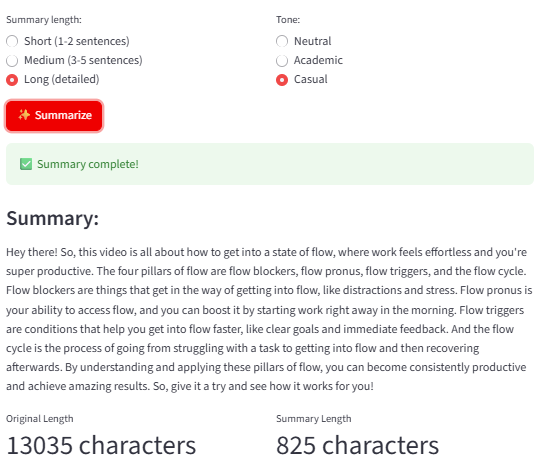 Summary length:
Tone:
Short (1-2 sentences)
Neutral
Medium (3-5 sentences)
Academic
Long (detailed)
Casual
✨ Summarize
✅ Summary complete!
Summary:
Hey there! So, this video is all about how to get into a state of flow, where work feels effortless and you're
super productive. The four pillars of flow are flow blockers, flow pronus, flow triggers, and the flow cycle.
Flow blockers are things that get in the way of getting into flow, like distractions and stress. Flow pronus is
your ability to access flow, and you can boost it by starting work right away in the morning. Flow triggers
are conditions that help you get into flow faster, like clear goals and immediate feedback. And the flow
cycle is the process of going from struggling with a task to getting into flow and then recovering
afterwards. By understanding and applying these pillars of flow, you can become consistently productive
and achieve amazing results. So, give it a try and see how it works for you!
Original Length
Summary Length
13035 characters
825 characters